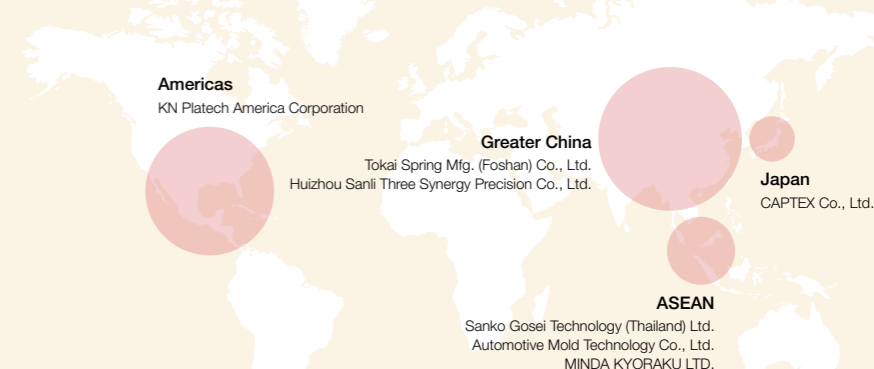 Americas
KN Platech America Corporation
Greater China
Tokai Spring Mfg. (Foshan) Co., Ltd.
Huizhou Sanli Three Synergy Precision Co., Ltd.
Japan
CAPTEX Co., Ltd.
ASEAN
Sanko Gosei Technology (Thailand) Ltd.
Automotive Mold Technology Co., Ltd.
MINDA KYORAKU LTD.